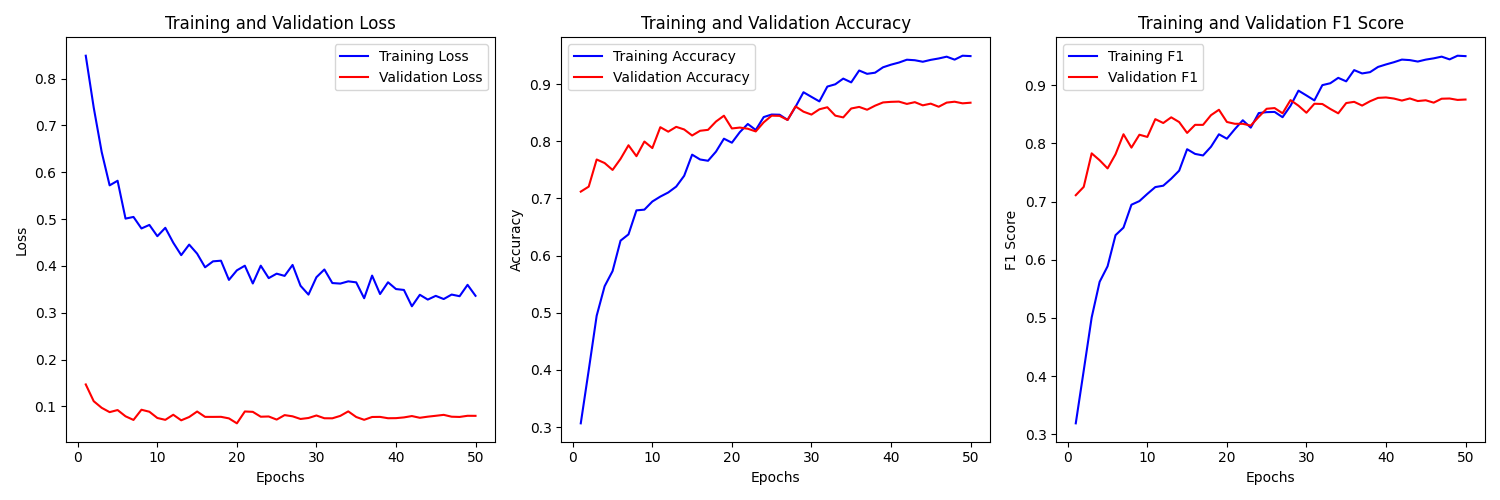 Training and Validation Loss
Training Loss
Validation Loss
0.8
0.7
0.6
0.5
0.4
0.3
0.2
0.1
Loss
0 10 20 30 40 50
Epochs
Training and Validation Accuracy
Training Accuracy
Validation Accuracy
0.9
0.8
0.7
0.6
0.5
0.4
0.3
Accuracy
0 10 20 30 40 50
Epochs
Training and Validation F1 Score
Training F1
Validation F1
0.9
0.8
0.7
0.6
0.5
0.4
0.3
F1 Score
0 10 20 30 40 50
Epochs